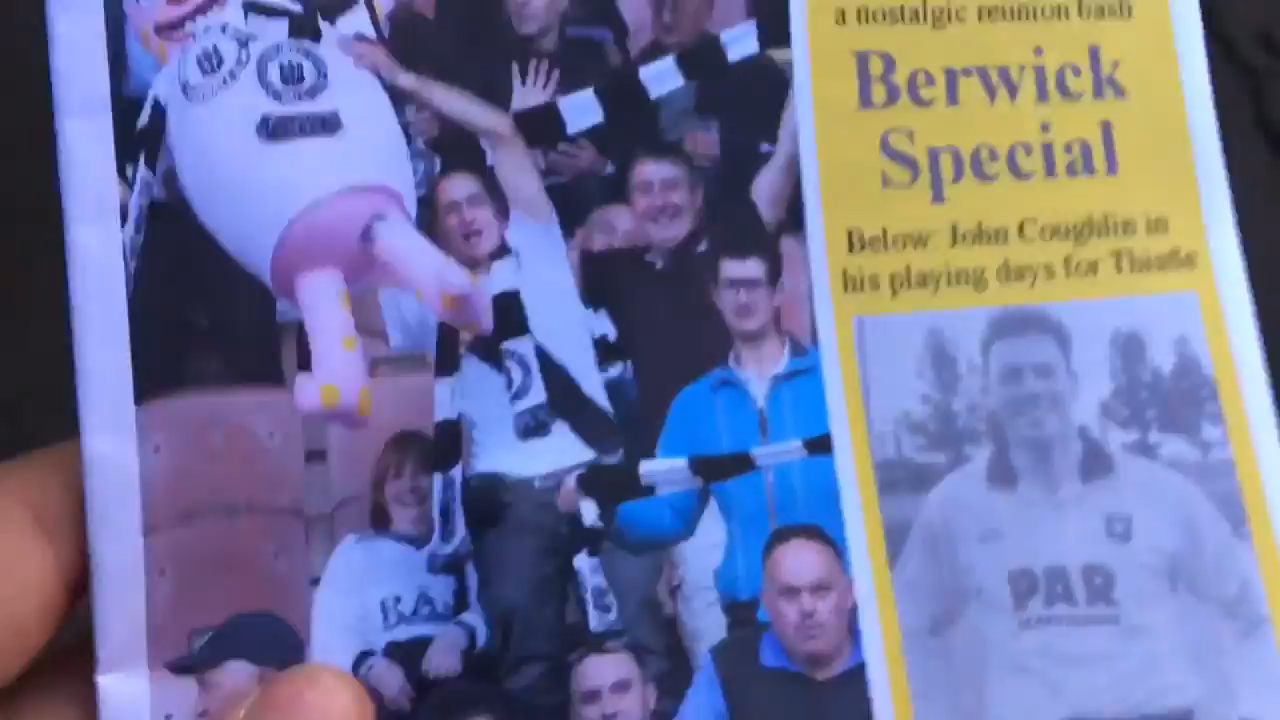 a nostalgic reunion bash
Berwick
Special
Below: John Coughlin in
his playing days for Thistle
PAR